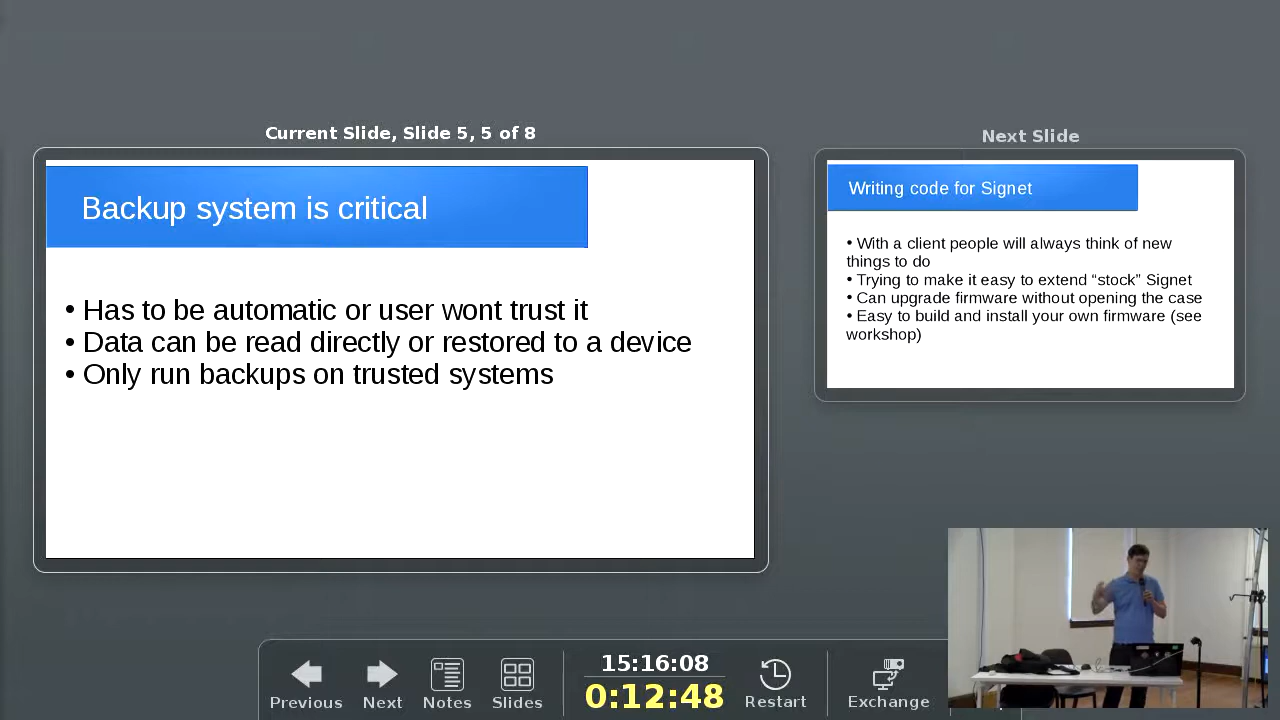 Current Slide, Slide 5, 5 of 8
Backup system is critical
• Has to be automatic or user wont trust it
• Data can be read directly or restored to a device
• Only run backups on trusted systems
Next Slide
Writing code for Signet
• With a client people will always think of new
things to do
• Trying to make it easy to extend “stock” Signet
• Can upgrade firmware without opening the case
• Easy to build and install your own firmware (see
workshop)
Previous
Next
Notes
Slides
15:16:08
0:12:48
Restart
Exchange